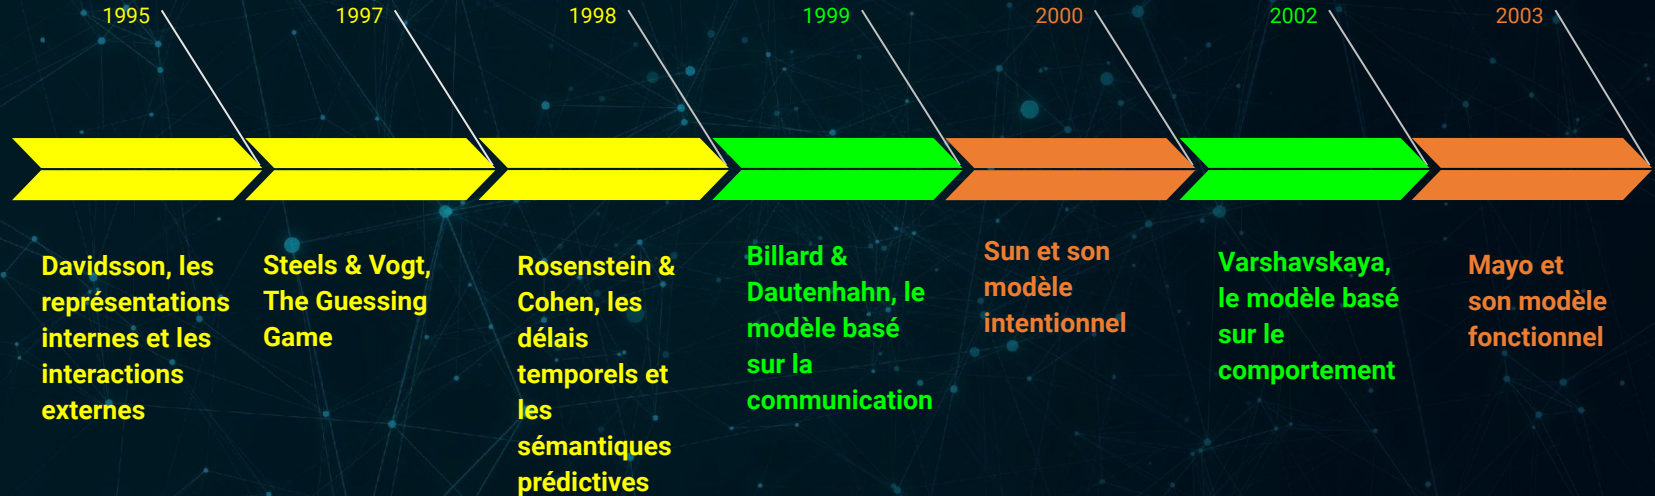 1995
1997
1998
1999
2000
2002
2003
Davidsson, les
représentations
internes et les
interactions
externes
Steels & Vogt,
The Guessing
Game
Rosenstein &
Cohen, les
délais
temporels et
les
sémantiques
prédictives
Billard &
Dautenhahn, le
modèle basé
sur la
communication
Sun et son
modèle
intentionnel
Varshavskaya,
le modèle basé
sur le
comportement
Mayo et
son modèle
fonctionnel